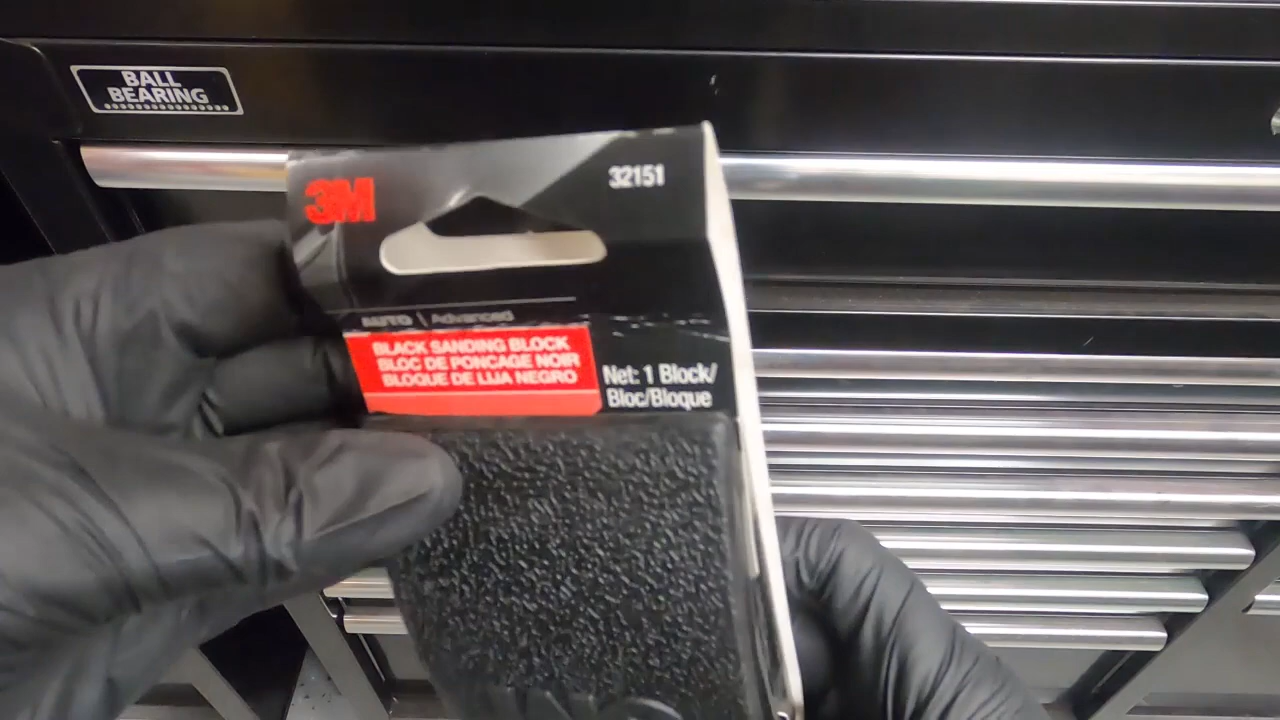 BALL
BEARING
3M
32151
AUTO \ Advanced
BLACK SANDING BLOCK
BLOC DE PONCAGE NOIR
BLOQUE DE LIJA NEGRO
Net: 1 Block/
Bloc/Bloque